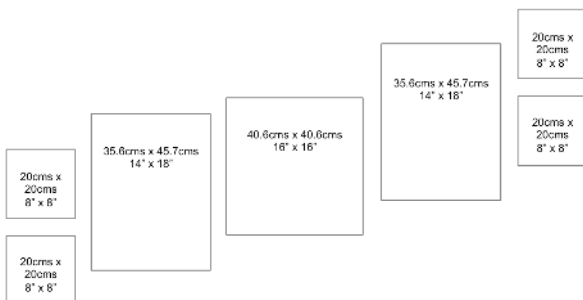 20cms x
20cms
8" x 8"
20cms x
20cms
8" x 8"
35.6cms x 45.7cms
14" x 18"
40.6cms x 40.6cms
16" x 16"
35.6cms x 45.7cms
14" x 18"
20cms x
20cms
8" x 8"
20cms x
20cms
8" x 8"